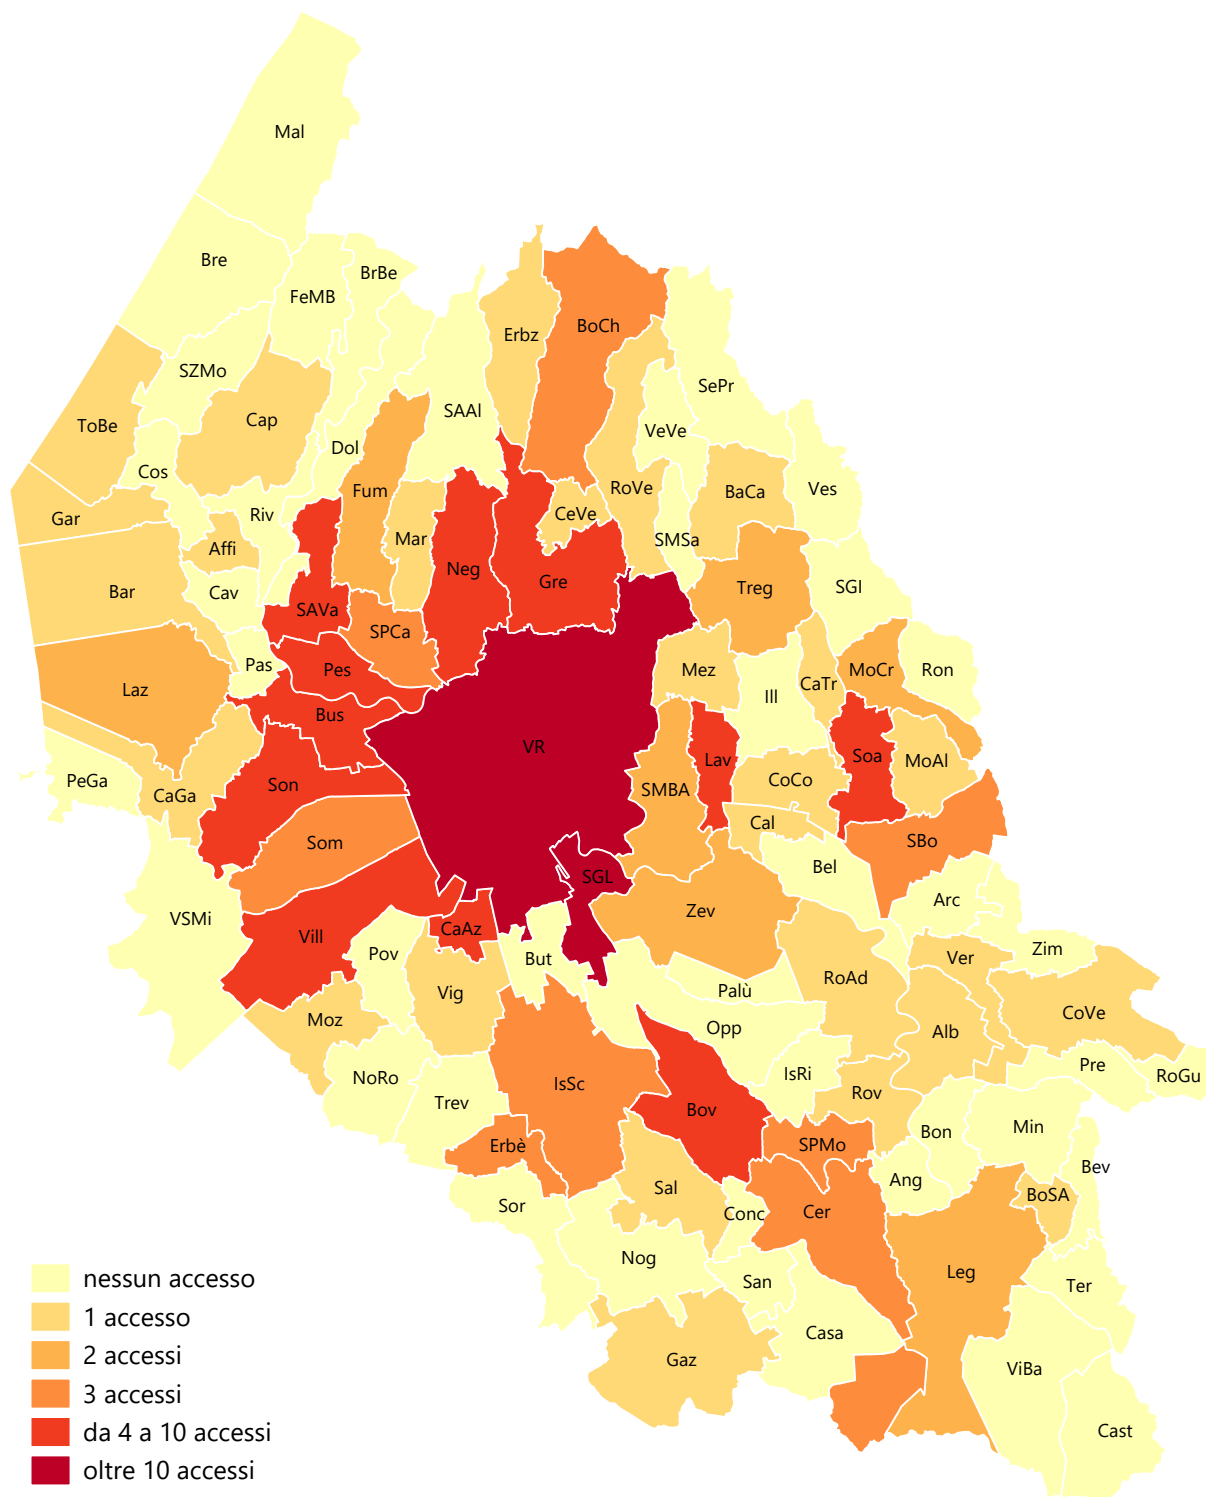 Mal
Bre
BrBe
FeMB
BoCh
Erbz
SZMo
SePr
Cap
SAAl
ToBe
VeVe
Dol
Cos
RoVe
Fum
BaCa
Ves
Gar
Riv
CeVe
Mar
SMSa
Affi
Neg
Gre
Treg
SGI
Bar
Cav
SAVa
SPCa
Pas
Pes
Mez
MoCr
Ron
CaTr
Laz
Ill
Bus
VR
Soa
Lav
MoAl
PeGa
Son
CoCo
SMBA
CaGa
Cal
Som
SBo
Bel
SGL
Arc
Zev
VSMi
CaAz
Vill
Zim
Pov
But
Ver
RoAd
Palù
Vig
CoVe
Moz
Opp
Alb
Pre
IsRi
RoGu
NoRo
IsSc
Rov
Trev
Bov
Min
Bon
Erbè
SPMo
Bev
Ang
Sal
BoSA
Sor
Conc
Cer
Nog
Leg
San
Ter
Casa
Gaz
ViBa
Cast
nessun accesso
1 accesso
2 accessi
3 accessi
da 4 a 10 accessi
oltre 10 accessi